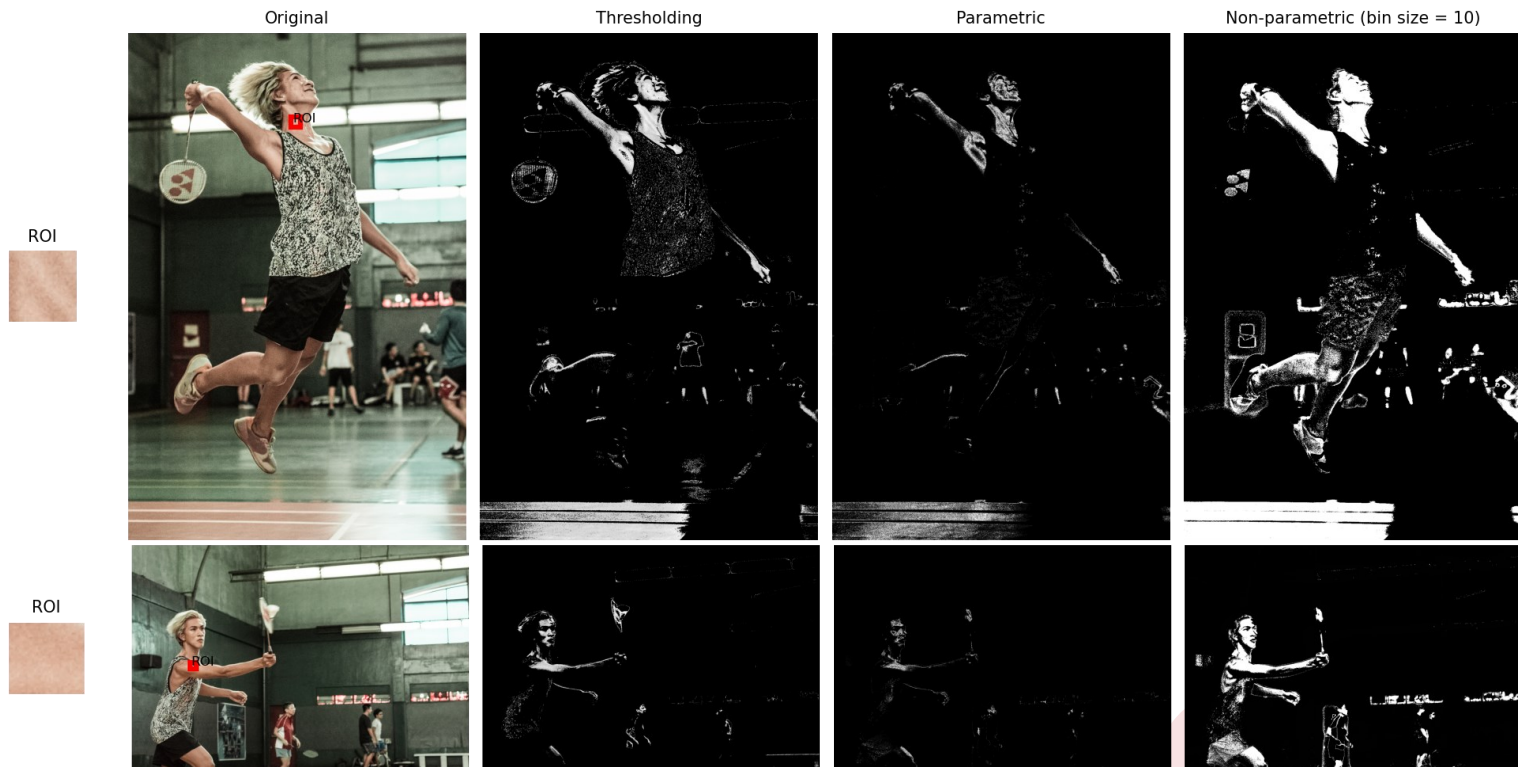 Original
Thresholding
Parametric
Non-parametric (bin size = 10)
ROI
ROI
ROI
ROI